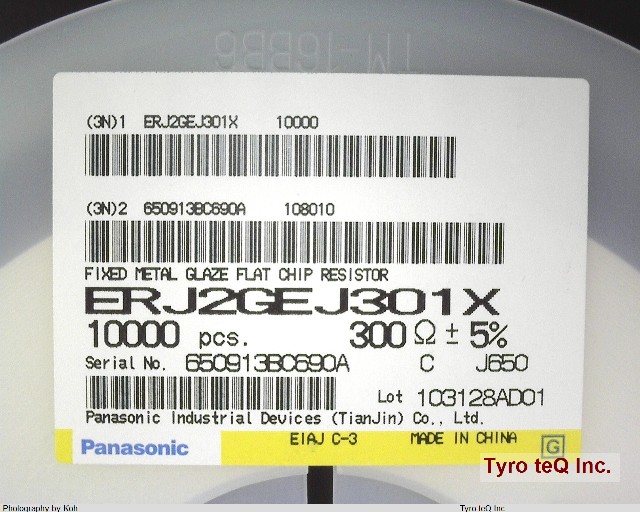 TM-16BB6
(3N)1 ERJ2GEJ301X 10000
(3N)2 650913BC690A 108010
FIXED METAL GLAZE FLAT CHIP RESISTOR
ERJ2GEJ301X
10000 pcs. 300 Ω ± 5%
Serial No. 650913BC690A C J650
Lot 103128AD01
Panasonic Industrial Devices (TianJin) Co., Ltd.
Panasonic EIAJ C-3 MADE IN CHINA G
Tyro teQ Inc.
Photography by Koh Tyro teQ Inc